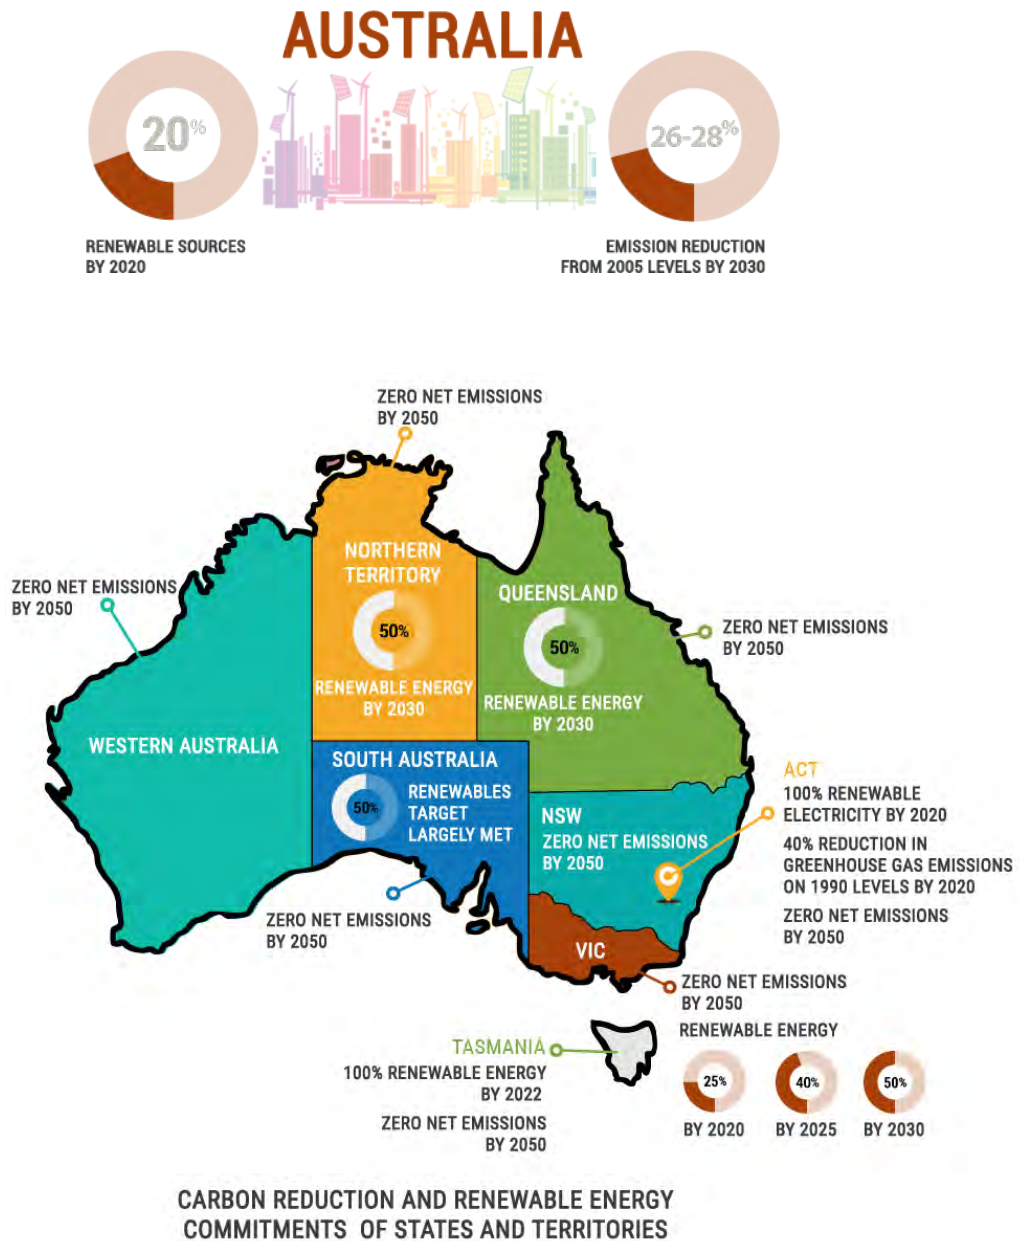 AUSTRALIA
20%
26-28%
RENEWABLE SOURCES
BY 2020
EMISSION REDUCTION
FROM 2005 LEVELS BY 2030
ZERO NET EMISSIONS
BY 2050
ZERO NET EMISSIONS
BY 2050
NORTHERN
TERRITORY
50%
RENEWABLE ENERGY
BY 2030
QUEENSLAND
50%
RENEWABLE ENERGY
BY 2030
ZERO NET EMISSIONS
BY 2050
WESTERN AUSTRALIA
SOUTH AUSTRALIA
50%
RENEWABLES
TARGET
LARGELY MET
ZERO NET EMISSIONS
BY 2050
NSW
ZERO NET EMISSIONS
BY 2050
ACT
100% RENEWABLE
ELECTRICITY BY 2020
40% REDUCTION IN
GREENHOUSE GAS EMISSIONS
ON 1990 LEVELS BY 2020
ZERO NET EMISSIONS
BY 2050
VIC
ZERO NET EMISSIONS
BY 2050
RENEWABLE ENERGY
25%
40%
50%
BY 2020
BY 2025
BY 2030
TASMANIA
100% RENEWABLE ENERGY
BY 2022
ZERO NET EMISSIONS
BY 2050
CARBON REDUCTION AND RENEWABLE ENERGY
COMMITMENTS OF STATES AND TERRITORIES